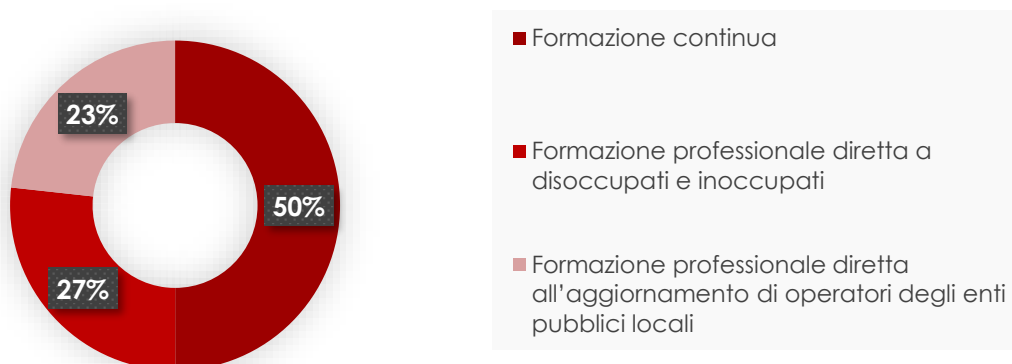 Formazione continua
23%
Formazione professionale diretta a
disoccupati e inoccupati
50%
27%
Formazione professionale diretta
all’aggiornamento di operatori degli enti
pubblici locali